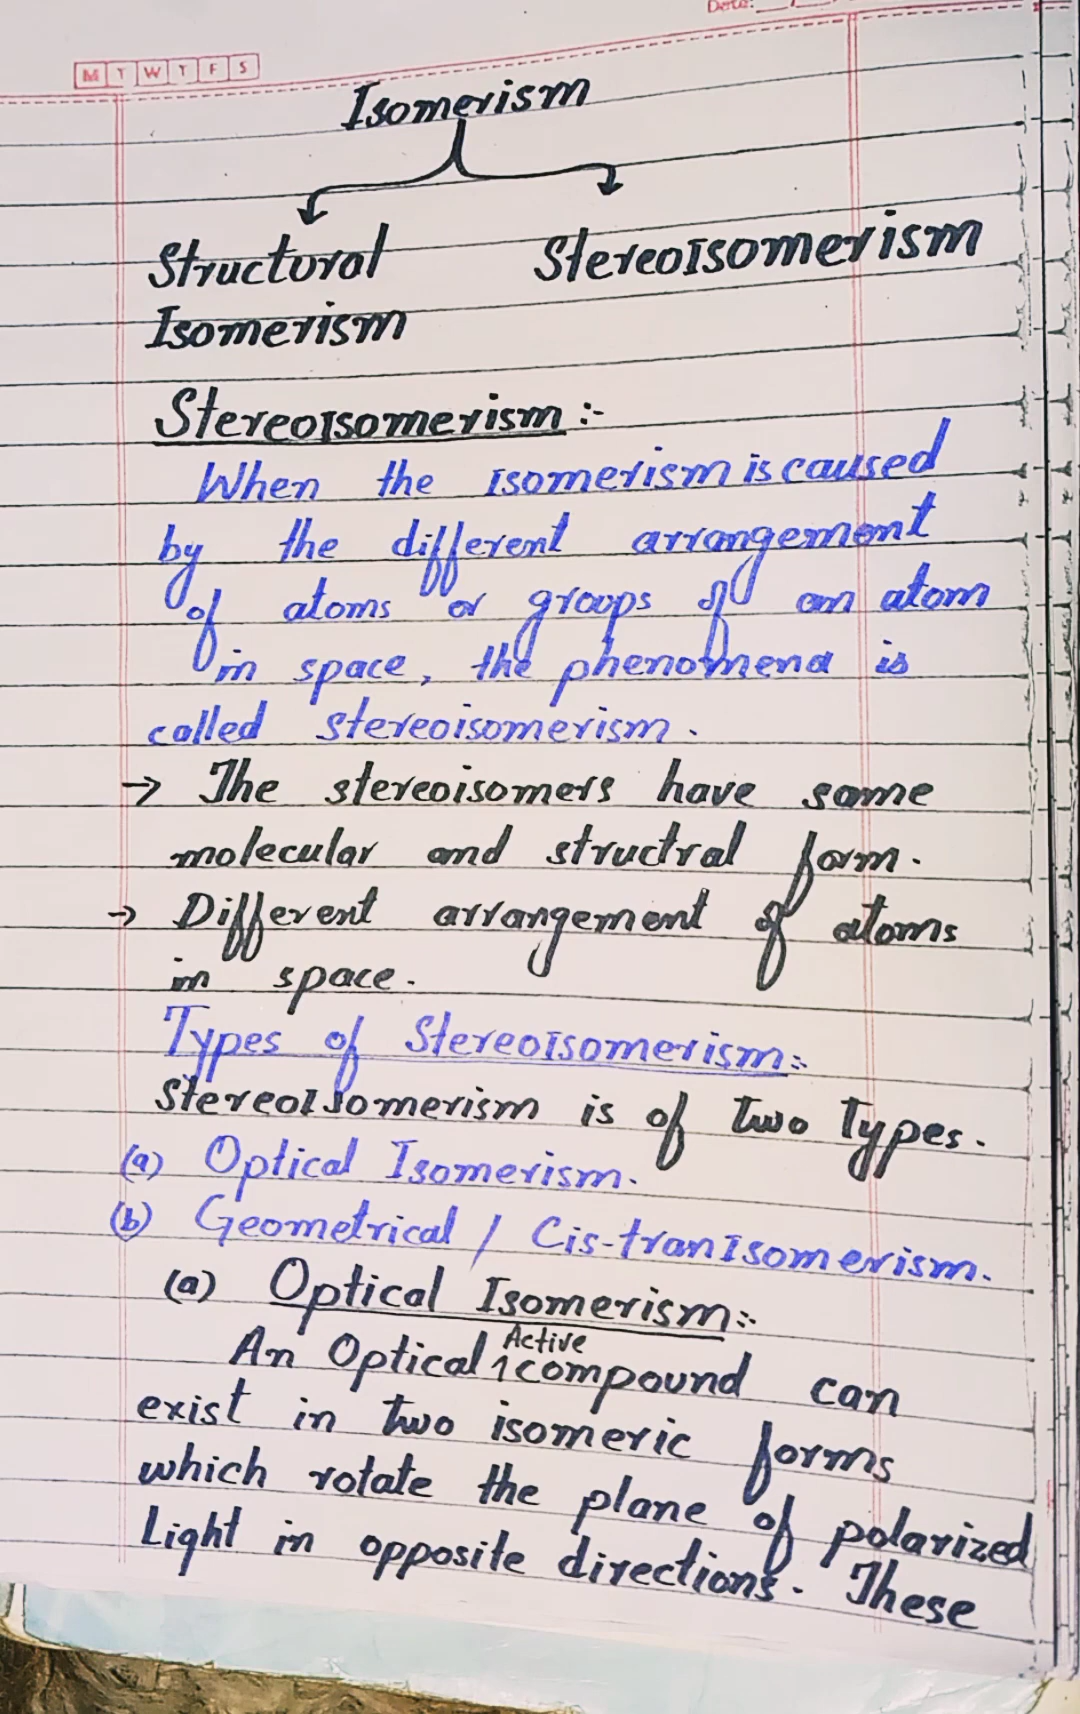 Date:
M T W T F S
Isomerism
Structural Stereoisomerism
Isomerism
Stereoisomerism :-
When the isomerism is caused
by the different arrangement
of atoms or groups of an atom
in space, the phenomena is
called stereoisomerism.
→ The stereoisomers have same
molecular and structral form.
→ Different arrangement of atoms
in space.
Types of Stereoisomerism:-
Stereoisomerism is of Two Types.
(a) Optical Isomerism.
(b) Geometrical / Cis-tranIsomerism.
(a) Optical Isomerism:-
Active
An Optical 1 compound can
exist in two isomeric forms
which rotate the plane of polarized
Light in opposite directions. These